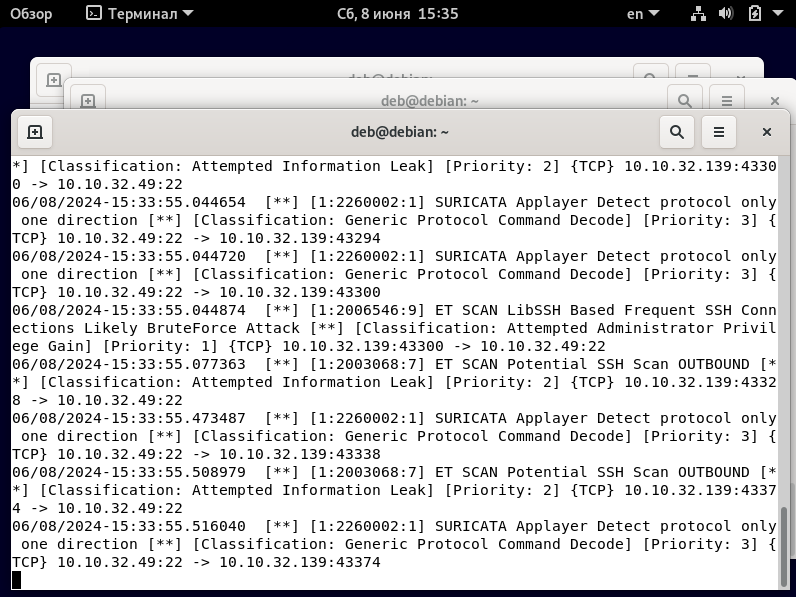 Обзор Терминал Сб, 8 июня 15:35 en
deb@debian: ~
deb@debian: ~
deb@debian: ~
*] [Classification: Attempted Information Leak] [Priority: 2] {TCP} 10.10.32.139:4330
0 -> 10.10.32.49:22
06/08/2024-15:33:55.044654  [**] [1:2260002:1] SURICATA Applayer Detect protocol only
 one direction [**] [Classification: Generic Protocol Command Decode] [Priority: 3] {
TCP} 10.10.32.49:22 -> 10.10.32.139:43294
06/08/2024-15:33:55.044720  [**] [1:2260002:1] SURICATA Applayer Detect protocol only
 one direction [**] [Classification: Generic Protocol Command Decode] [Priority: 3] {
TCP} 10.10.32.49:22 -> 10.10.32.139:43300
06/08/2024-15:33:55.044874  [**] [1:2006546:9] ET SCAN LibSSH Based Frequent SSH Conn
ections Likely BruteForce Attack [**] [Classification: Attempted Administrator Privil
ege Gain] [Priority: 1] {TCP} 10.10.32.139:43300 -> 10.10.32.49:22
06/08/2024-15:33:55.077363  [**] [1:2003068:7] ET SCAN Potential SSH Scan OUTBOUND [*
*] [Classification: Attempted Information Leak] [Priority: 2] {TCP} 10.10.32.139:4332
8 -> 10.10.32.49:22
06/08/2024-15:33:55.473487  [**] [1:2260002:1] SURICATA Applayer Detect protocol only
 one direction [**] [Classification: Generic Protocol Command Decode] [Priority: 3] {
TCP} 10.10.32.49:22 -> 10.10.32.139:43338
06/08/2024-15:33:55.508979  [**] [1:2003068:7] ET SCAN Potential SSH Scan OUTBOUND [*
*] [Classification: Attempted Information Leak] [Priority: 2] {TCP} 10.10.32.139:4337
4 -> 10.10.32.49:22
06/08/2024-15:33:55.516040  [**] [1:2260002:1] SURICATA Applayer Detect protocol only
 one direction [**] [Classification: Generic Protocol Command Decode] [Priority: 3] {
TCP} 10.10.32.49:22 -> 10.10.32.139:43374